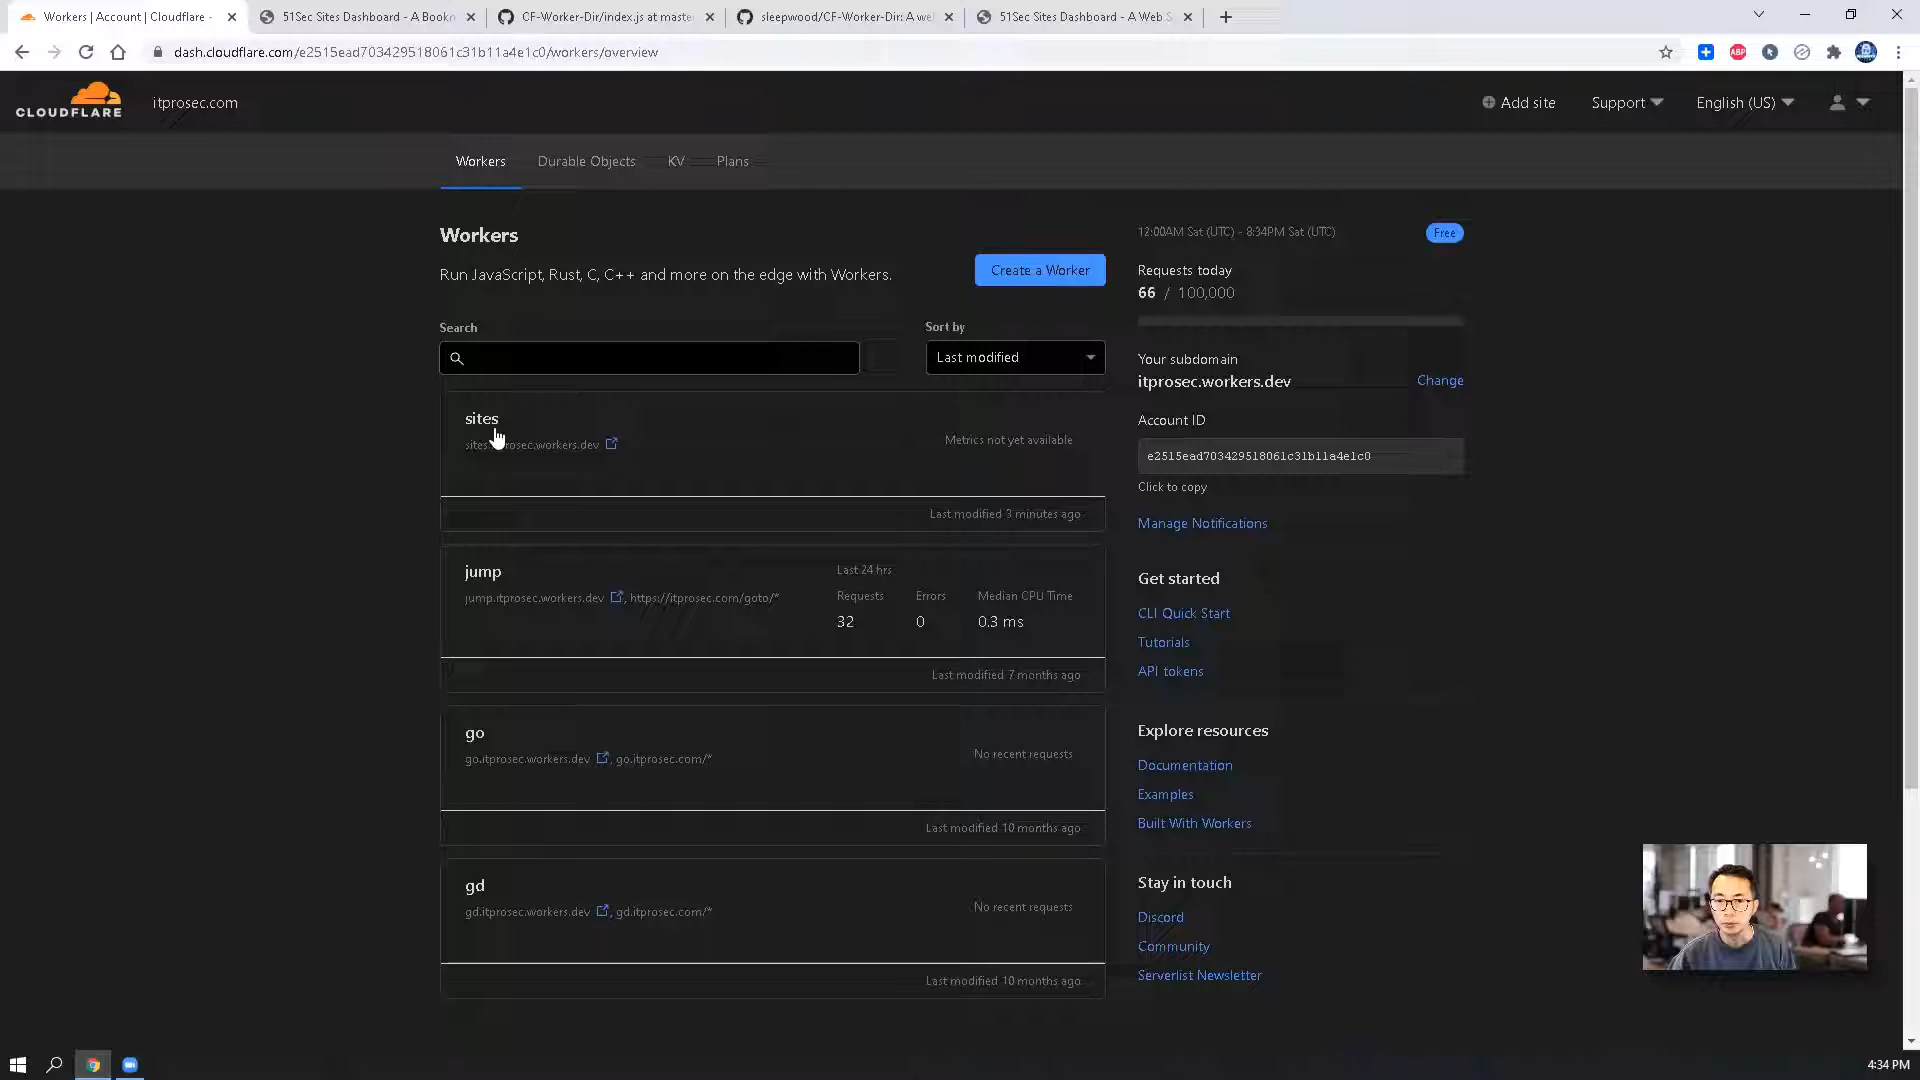 Workers | Account | Cloudflare -
51Sec Sites Dashboard - A Bookn
CF-Worker-Dir/index.js at maste
sleepwood/CF-Worker-Dir: A we
51Sec Sites Dashboard - A Web S
dash.cloudflare.com/e2515ead703429518061c31b11a4e1c0/workers/overview
ABP
CLOUDFLARE
itprosec.com
Add site
Support
English (US)
Workers
Durable Objects
KV
Plans
Workers
Run JavaScript, Rust, C, C++ and more on the edge with Workers.
Create a Worker
Search
Sort by
Last modified
sites
sites rosec.workers.dev
Metrics not yet available
Last modified 3 minutes ago
jump
jump.itprosec.workers.dev , https://itprosec.com/goto/*
Last 24 hrs
Requests Errors Median CPU Time
32 0 0.3 ms
Last modified 7 months ago
go
go.itprosec.workers.dev , go.itprosec.com/*
No recent requests
Last modified 10 months ago
gd
gd.itprosec.workers.dev , gd.itprosec.com/*
No recent requests
Last modified 10 months ago
12:00AM Sat (UTC) - 8:34PM Sat (UTC)
Free
Requests today
66 / 100,000
Your subdomain
itprosec.workers.dev
Change
Account ID
e2515ead703429518061c31b11a4e1c0
Click to copy
Manage Notifications
Get started
CLI Quick Start
Tutorials
API tokens
Explore resources
Documentation
Examples
Built With Workers
Stay in touch
Discord
Community
Serverlist Newsletter
4:34 PM